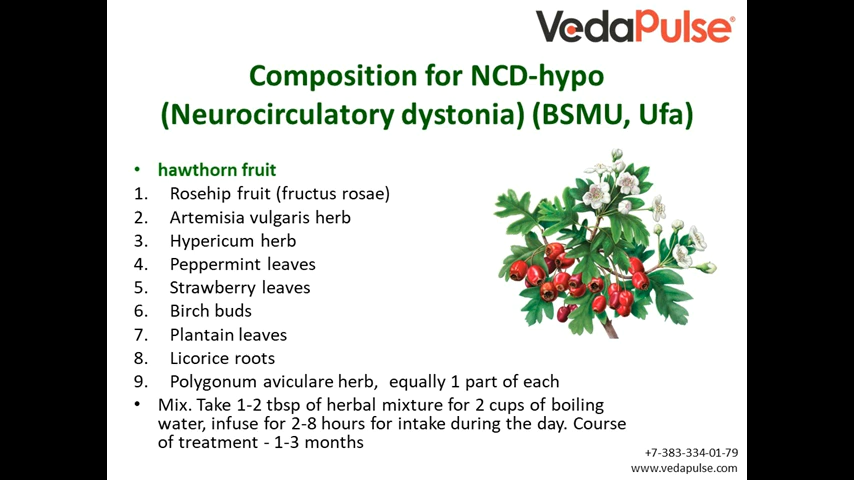 VedaPulse®
Composition for NCD-hypo
(Neurocirculatory dystonia) (BSMU, Ufa)
• hawthorn fruit
1. Rosehip fruit (fructus rosae)
2. Artemisia vulgaris herb
3. Hypericum herb
4. Peppermint leaves
5. Strawberry leaves
6. Birch buds
7. Plantain leaves
8. Licorice roots
9. Polygonum aviculare herb, equally 1 part of each
• Mix. Take 1-2 tbsp of herbal mixture for 2 cups of boiling
water, infuse for 2-8 hours for intake during the day. Course
of treatment - 1-3 months
+7-383-334-01-79
www.vedapulse.com